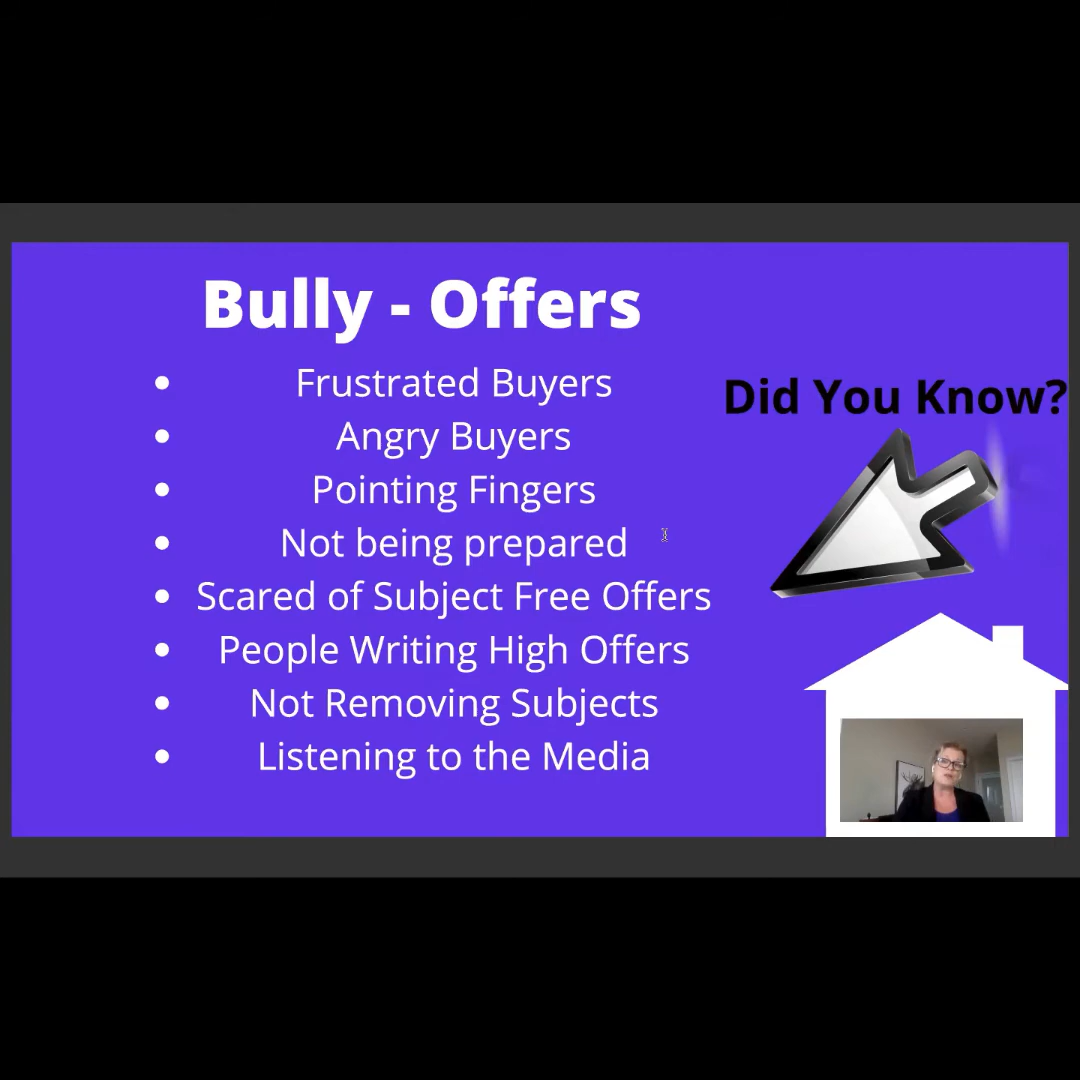 Bully - Offers
Frustrated Buyers
Angry Buyers
Pointing Fingers
Not being prepared
Scared of Subject Free Offers
People Writing High Offers
Not Removing Subjects
Listening to the Media
Did You Know?